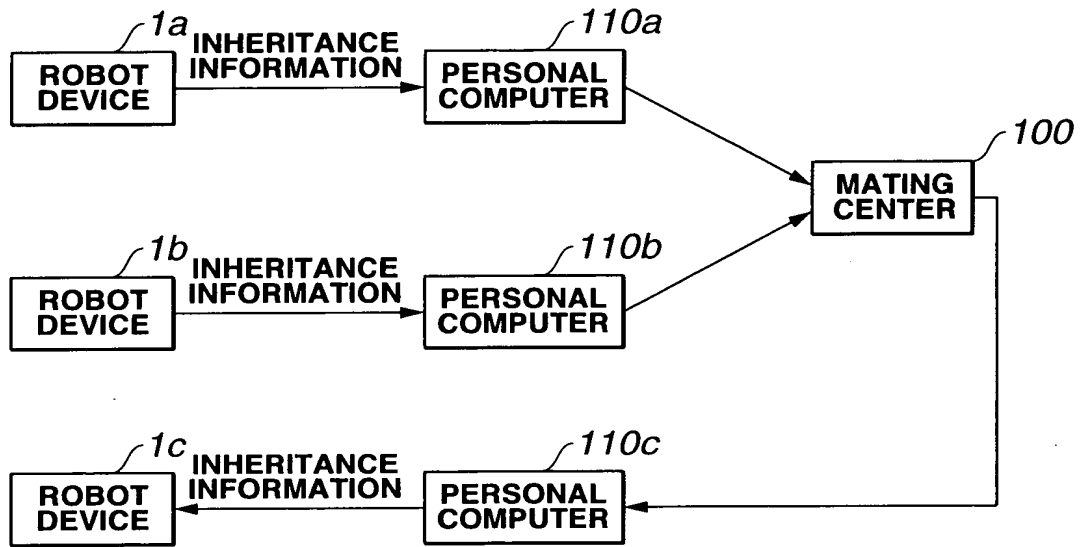 1a
ROBOT
DEVICE
INHERITANCE
INFORMATION
110a
PERSONAL
COMPUTER
100
MATING
CENTER
1b
ROBOT
DEVICE
INHERITANCE
INFORMATION
110b
PERSONAL
COMPUTER
1c
ROBOT
DEVICE
INHERITANCE
INFORMATION
110c
PERSONAL
COMPUTER